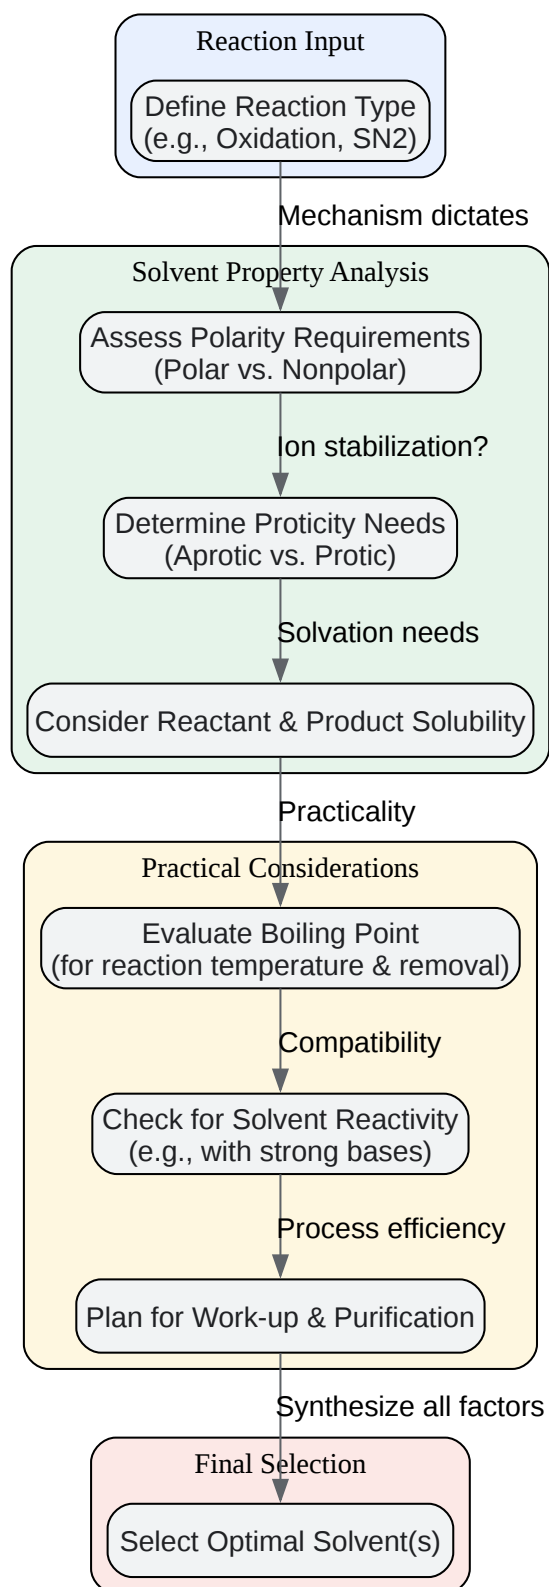 Reaction Input
Define Reaction Type
(e.g., Oxidation, SN2)
Mechanism dictates
Solvent Property Analysis
Assess Polarity Requirements
(Polar vs. Nonpolar)
Ion stabilization?
Determine Proticity Needs
(Aprotic vs. Protic)
Solvation needs
Consider Reactant & Product Solubility
Practicality
Practical Considerations
Evaluate Boiling Point
(for reaction temperature & removal)
Compatibility
Check for Solvent Reactivity
(e.g., with strong bases)
Process efficiency
Plan for Work-up & Purification
Synthesize all factors
Final Selection
Select Optimal Solvent(s)